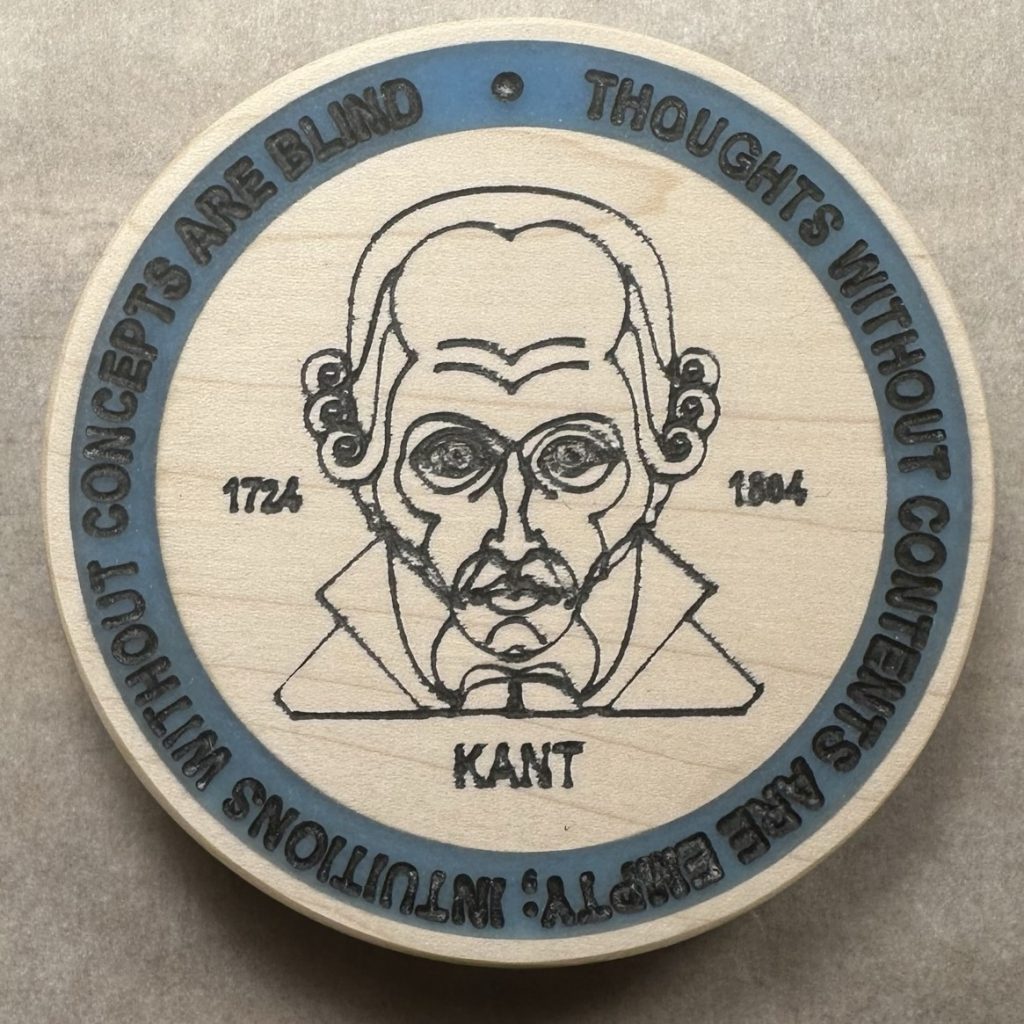 THOUGHTS WITHOUT CONTENTS ARE EMPTY; INTUITIONS WITHOUT CONCEPTS ARE BLIND
1724
1804
KANT